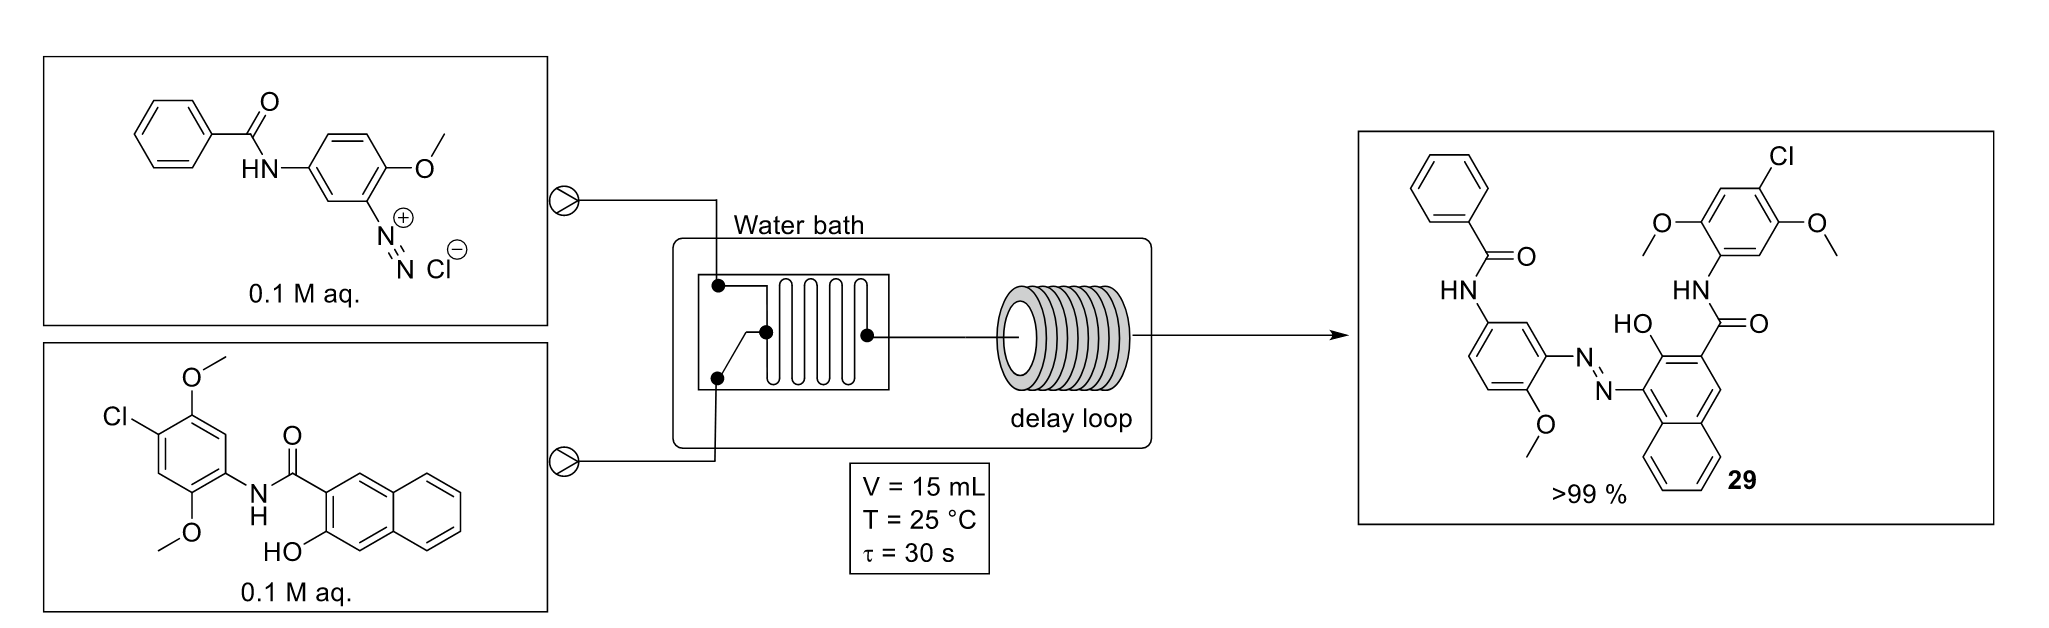 O
HN
O
N
+
N
Cl
−
0.1 M aq.
O
Cl
O
N
H
O
HO
0.1 M aq.
Water bath
delay loop
V = 15 mL
T = 25 °C
τ = 30 s
Cl
O
O
O
HN
HN
HO
O
N
N
O
29
>99 %